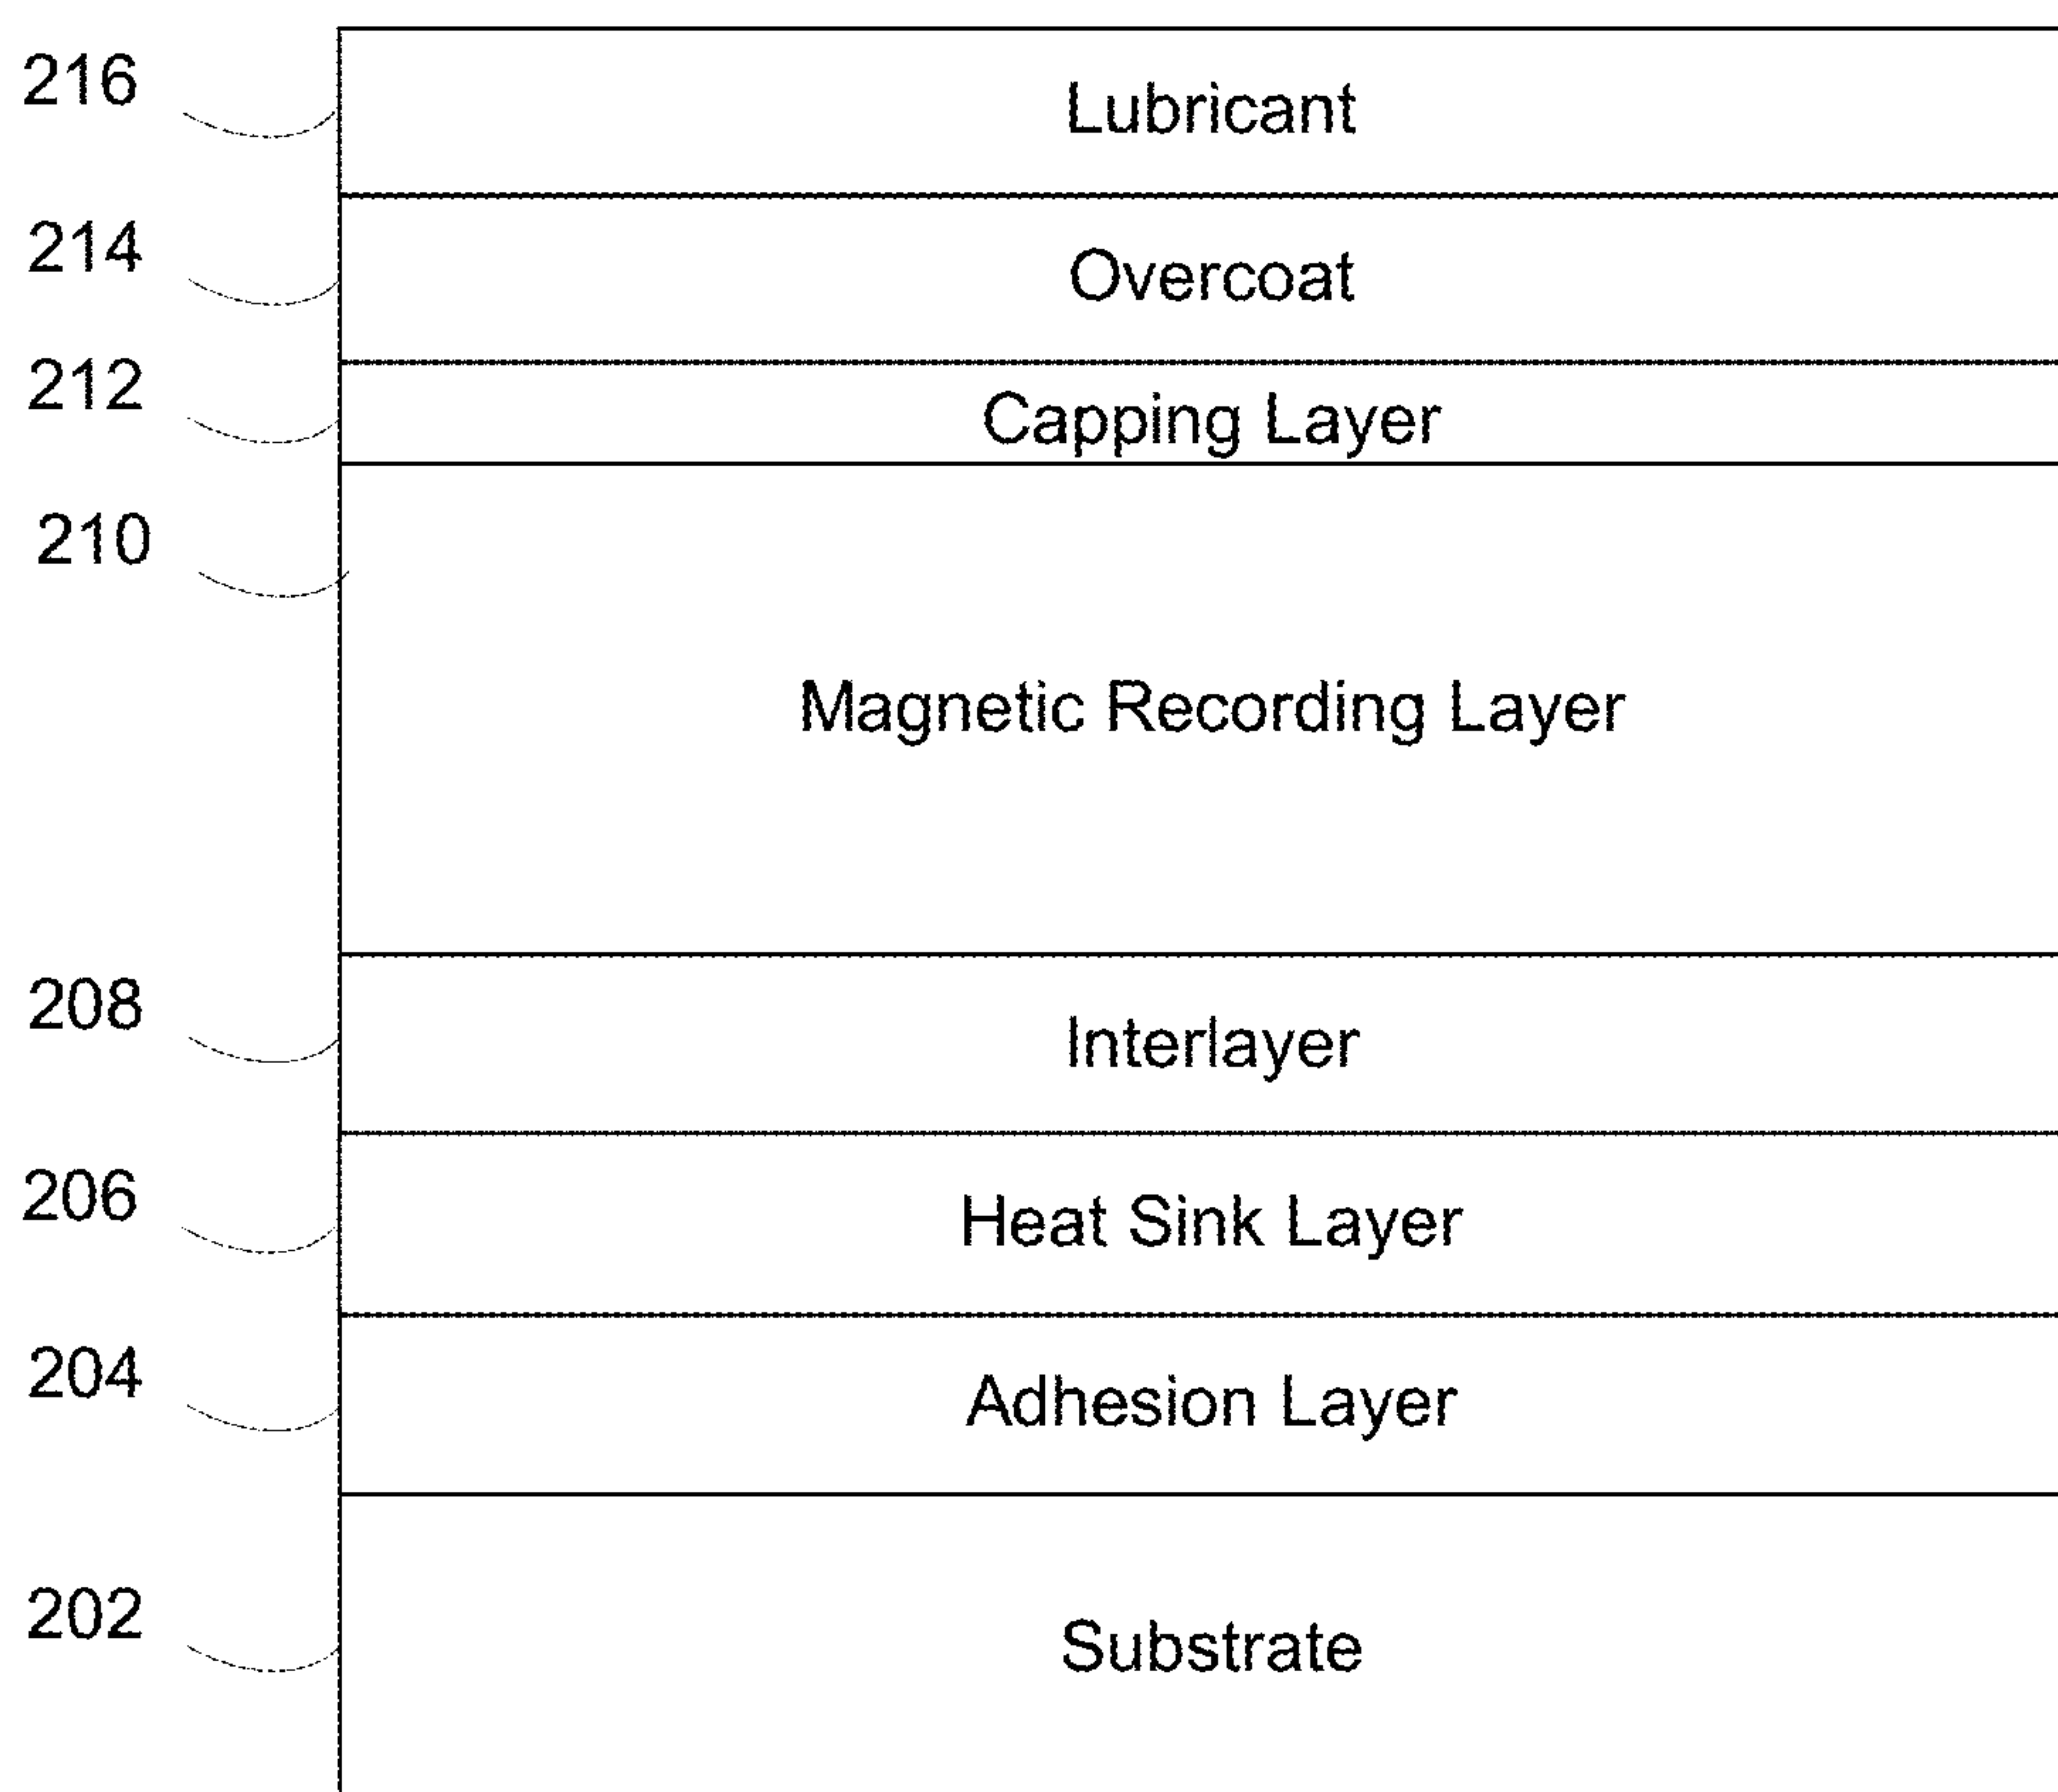 216 Lubricant
214 Overcoat
212 Capping Layer
210
Magnetic Recording Layer
208 Interlayer
206 Heat Sink Layer
204 Adhesion Layer
202 Substrate